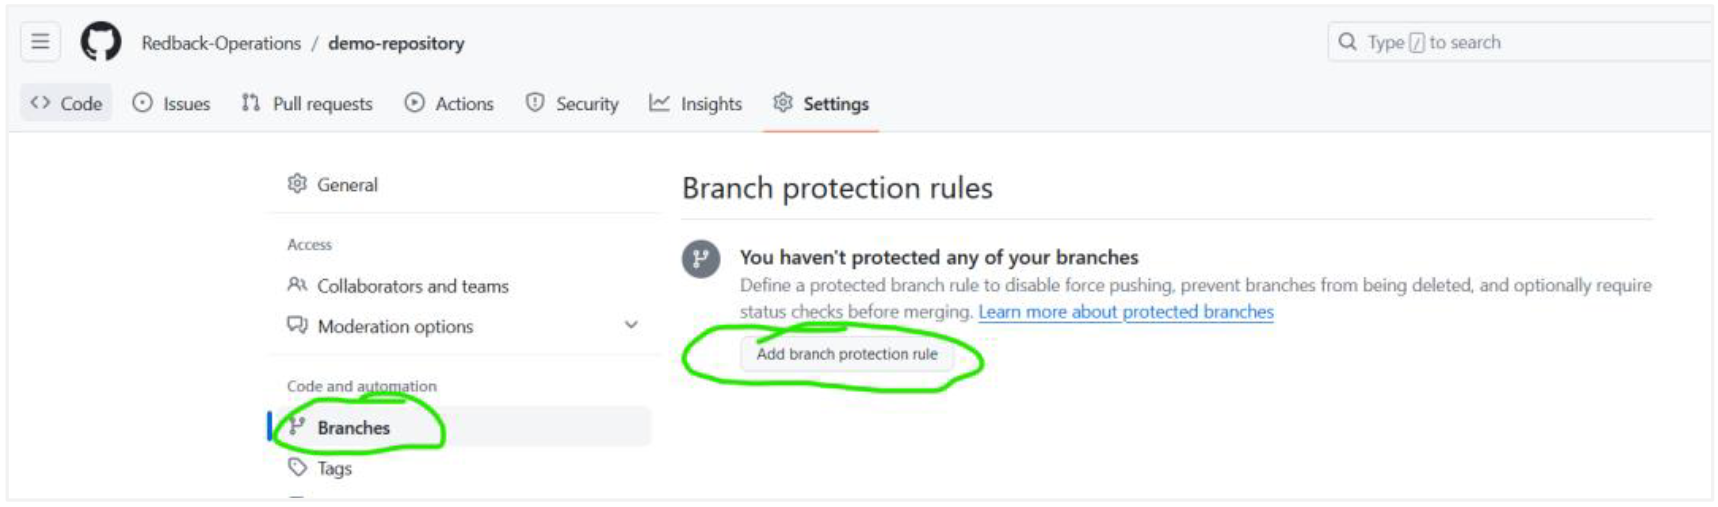 Redback-Operations / demo-repository
Type / to search
Code Issues Pull requests Actions Security Insights Settings
General
Access
Collaborators and teams
Moderation options
Code and automation
Branches
Tags
Branch protection rules
You haven't protected any of your branches
Define a protected branch rule to disable force pushing, prevent branches from being deleted, and optionally require
status checks before merging. Learn more about protected branches
Add branch protection rule